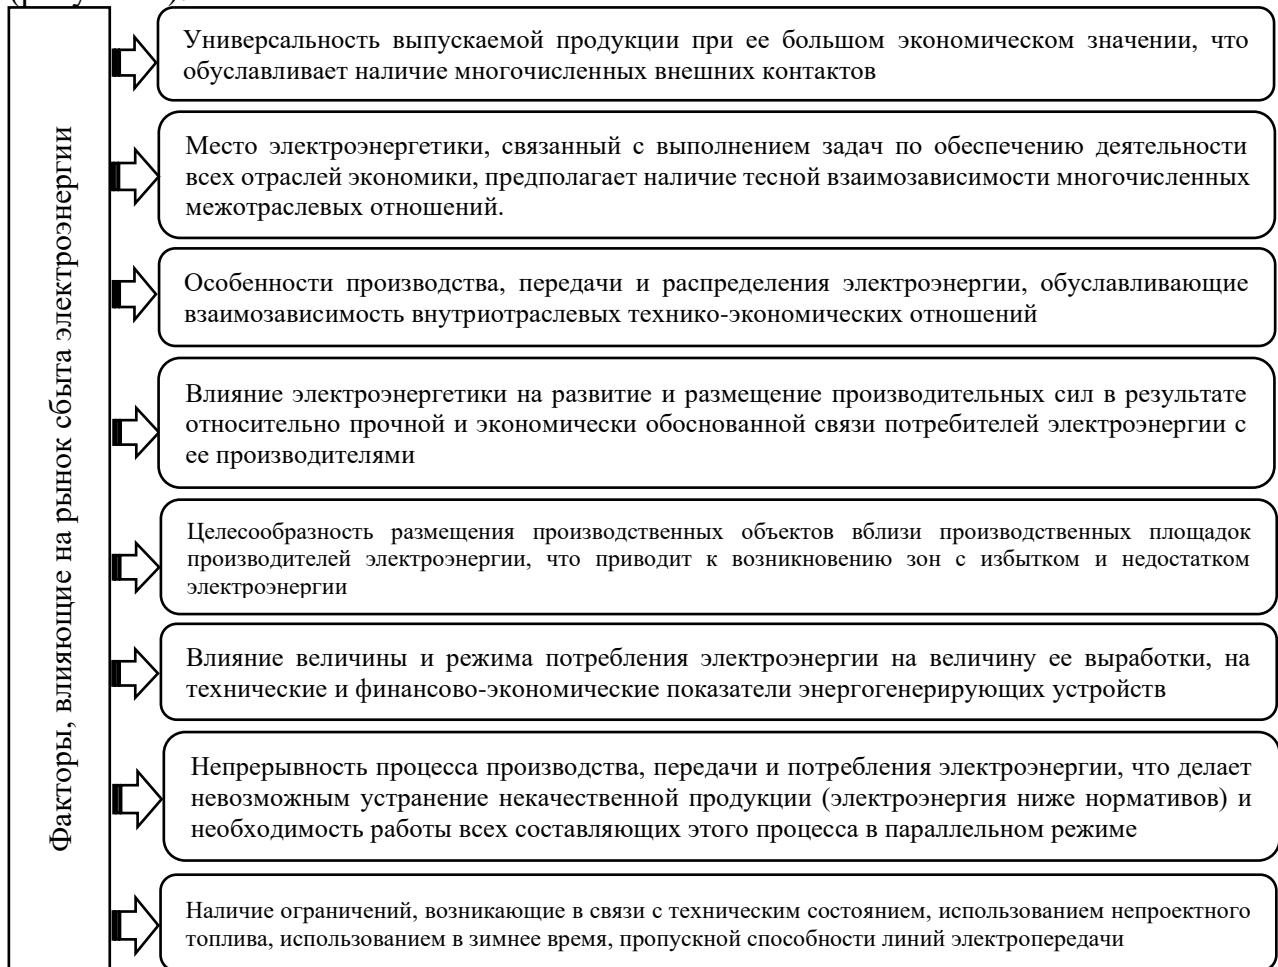 Факторы, влияющие на рынок сбыта электроэнергии
Универсальность выпускаемой продукции при ее большом экономическом значении, что
обуславливает наличие многочисленных внешних контактов
Место электроэнергетики, связанный с выполнением задач по обеспечению деятельности
всех отраслей экономики, предполагает наличие тесной взаимозависимости многочисленных
межотраслевых отношений.
Особенности производства, передачи и распределения электроэнергии, обуславливающие
взаимозависимость внутриотраслевых технико-экономических отношений
Влияние электроэнергетики на развитие и размещение производительных сил в результате
относительно прочной и экономически обоснованной связи потребителей электроэнергии с
ее производителями
Целесообразность размещения производственных объектов вблизи производственных площадок
производителей электроэнергии, что приводит к возникновению зон с избытком и недостатком
электроэнергии
Влияние величины и режима потребления электроэнергии на величину ее выработки, на
технические и финансово-экономические показатели энергогенерирующих устройств
Непрерывность процесса производства, передачи и потребления электроэнергии, что делает
невозможным устранение некачественной продукции (электроэнергия ниже нормативов) и
необходимость работы всех составляющих этого процесса в параллельном режиме
Наличие ограничений, возникающие в связи с техническим состоянием, использованием непроектного
топлива, использованием в зимнее время, пропускной способности линий электропередачи